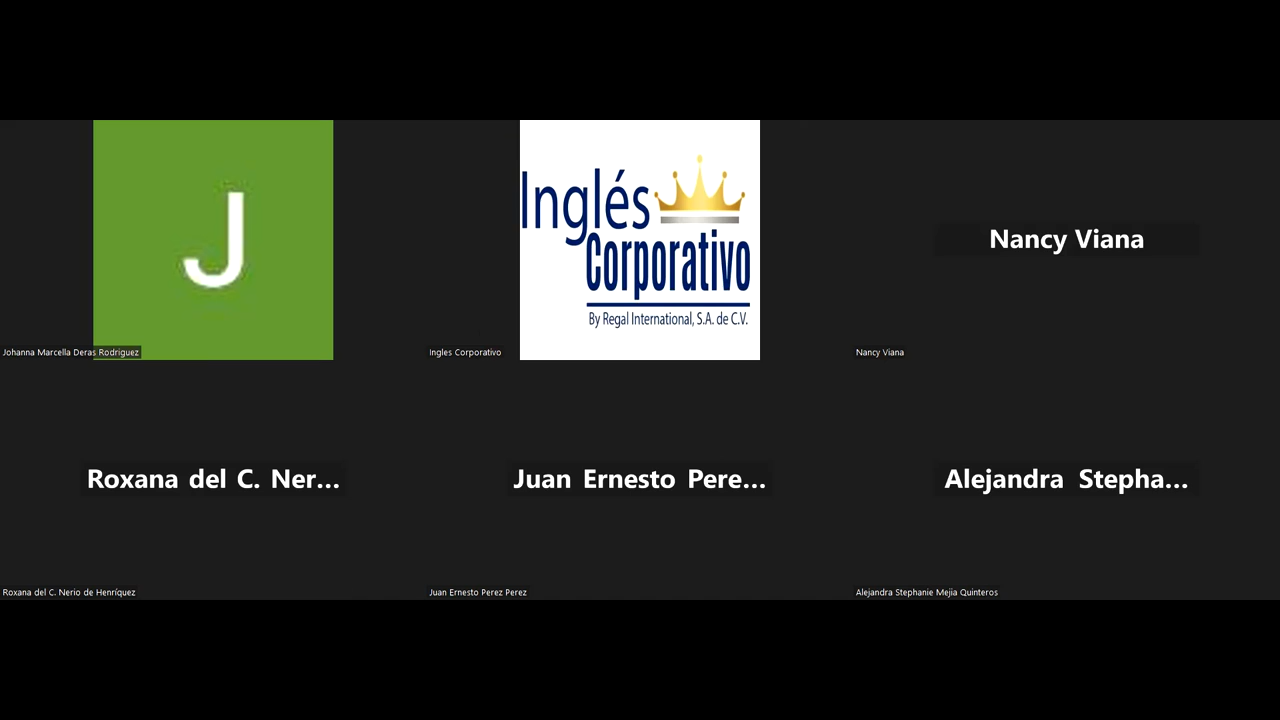 J
Inglés
Corporativo
By Regal International, S.A. de C.V.
Nancy Viana
Johanna Marcella Deras Rodriguez
Ingles Corporativo
Nancy Viana
Roxana del C. Ner...
Juan Ernesto Pere...
Alejandra Stepha...
Roxana del C. Nerio de Henríquez
Juan Ernesto Perez Perez
Alejandra Stephanie Mejia Quinteros